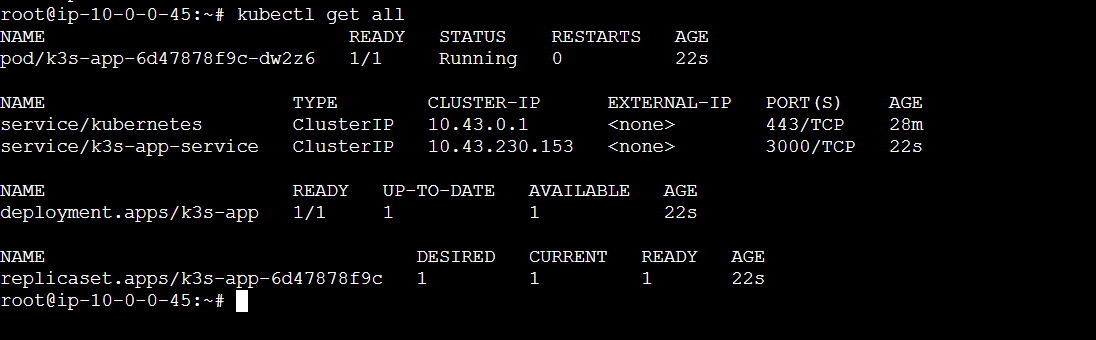 root@ip-10-0-0-45:~# kubectl get all
NAME READY STATUS RESTARTS AGE
pod/k3s-app-6d47878f9c-dw2z6 1/1 Running 0 22s
NAME TYPE CLUSTER-IP EXTERNAL-IP PORT(S) AGE
service/kubernetes ClusterIP 10.43.0.1 <none> 443/TCP 28m
service/k3s-app-service ClusterIP 10.43.230.153 <none> 3000/TCP 22s
NAME READY UP-TO-DATE AVAILABLE AGE
deployment.apps/k3s-app 1/1 1 1 22s
NAME DESIRED CURRENT READY AGE
replicaset.apps/k3s-app-6d47878f9c 1 1 1 22s
root@ip-10-0-0-45:~#